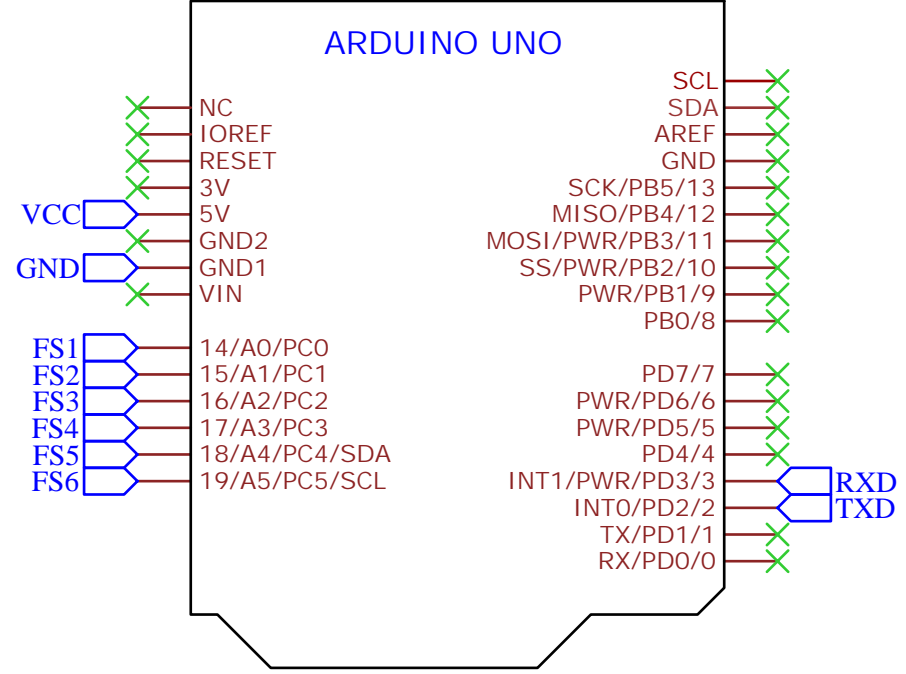 ARDUINO UNO
NC
IOREF
RESET
3V
VCC 5V
GND2
GND GND1
VIN
FS1 14/A0/PC0
FS2 15/A1/PC1
FS3 16/A2/PC2
FS4 17/A3/PC3
FS5 18/A4/PC4/SDA
FS6 19/A5/PC5/SCL
SCL
SDA
AREF
GND
SCK/PB5/13
MISO/PB4/12
MOSI/PWR/PB3/11
SS/PWR/PB2/10
PWR/PB1/9
PB0/8
PD7/7
PWR/PD6/6
PWR/PD5/5
PD4/4
INT1/PWR/PD3/3 RXD
INT0/PD2/2 TXD
TX/PD1/1
RX/PD0/0